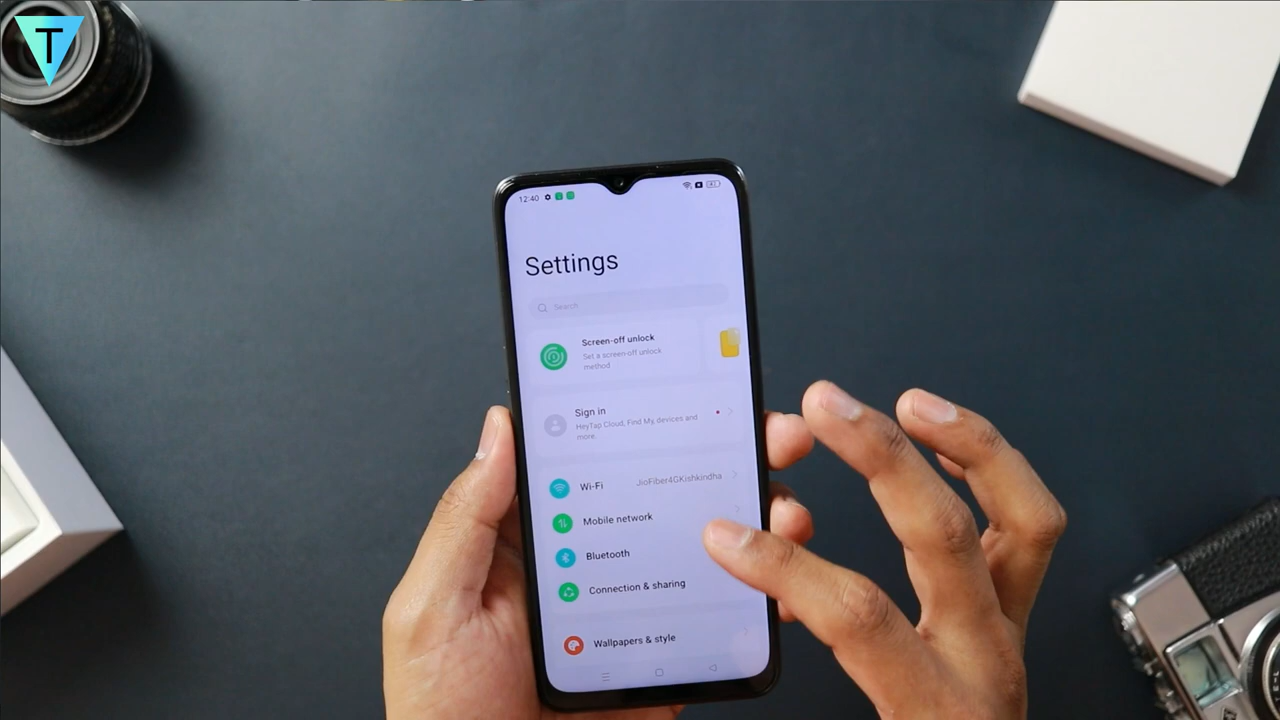 T
12:40
Settings
Search
Screen-off unlock
Set a screen-off unlock
method
Sign in
HeyTap Cloud, Find My, devices and
more.
Wi-Fi JioFiber4GKishkindha
Mobile network
Bluetooth
Connection & sharing
Wallpapers & style